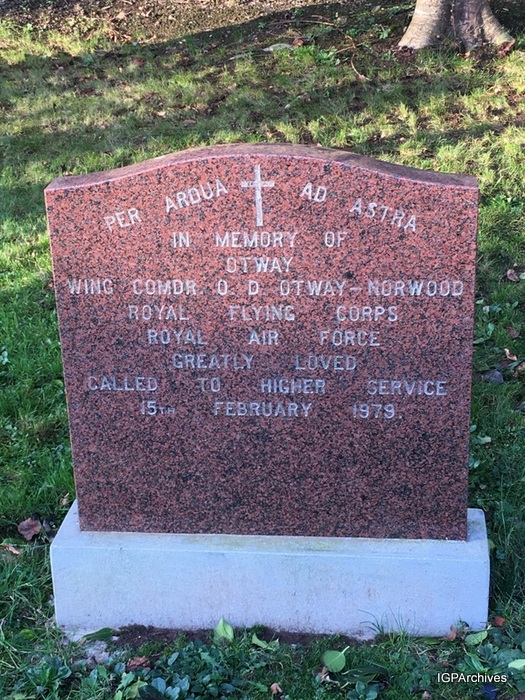 PER ARDUA AD ASTRA
IN MEMORY OF
OTWAY
WING COMDR. O. D. OTWAY-NORWOOD
ROYAL FLYING CORPS
ROYAL AIR FORCE
GREATLY LOVED
CALLED TO HIGHER SERVICE
15TH FEBRUARY 1979.
IGPArchives